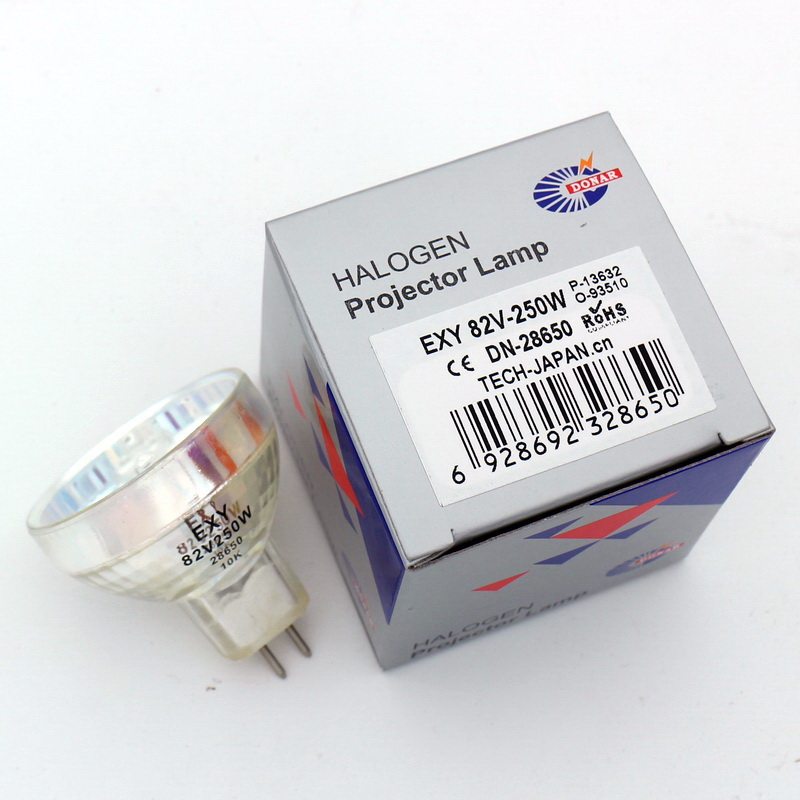 DONAR
HALOGEN
Projector Lamp
EXY 82V-250W
P-13632
O-93510
CE DN-28650 RoHS
COMPLIANT
TECH-JAPAN.cn
6 928692 328650
EXY
82V250W
28650
10K
HALOGEN
Projector Lamp